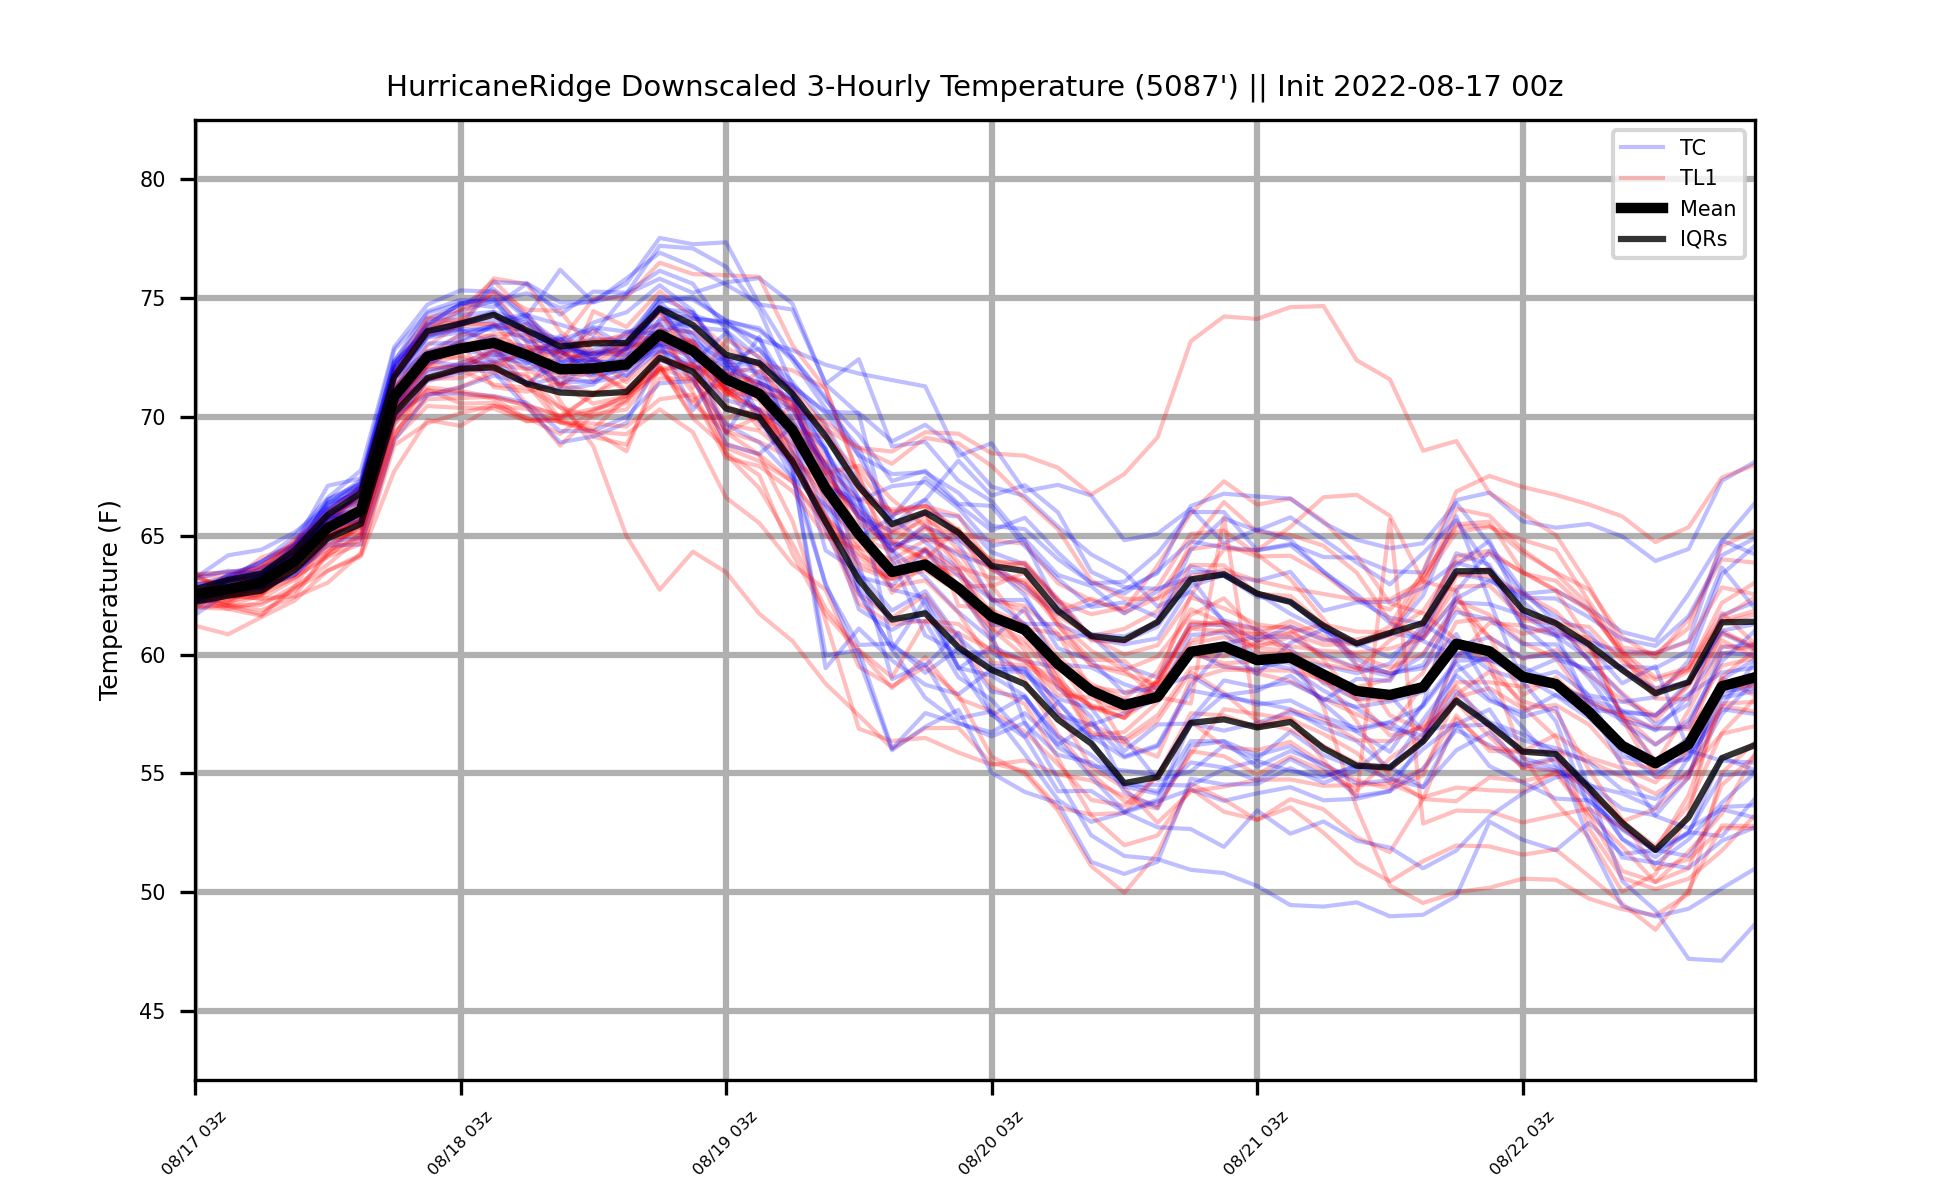 HurricaneRidge Downscaled 3-Hourly Temperature (5087') || Init 2022-08-17 00z
TC
TL1
Mean
IQRs
Temperature (F)
80
75
70
65
60
55
50
45
08/17 03z
08/18 03z
08/19 03z
08/20 03z
08/21 03z
08/22 03z